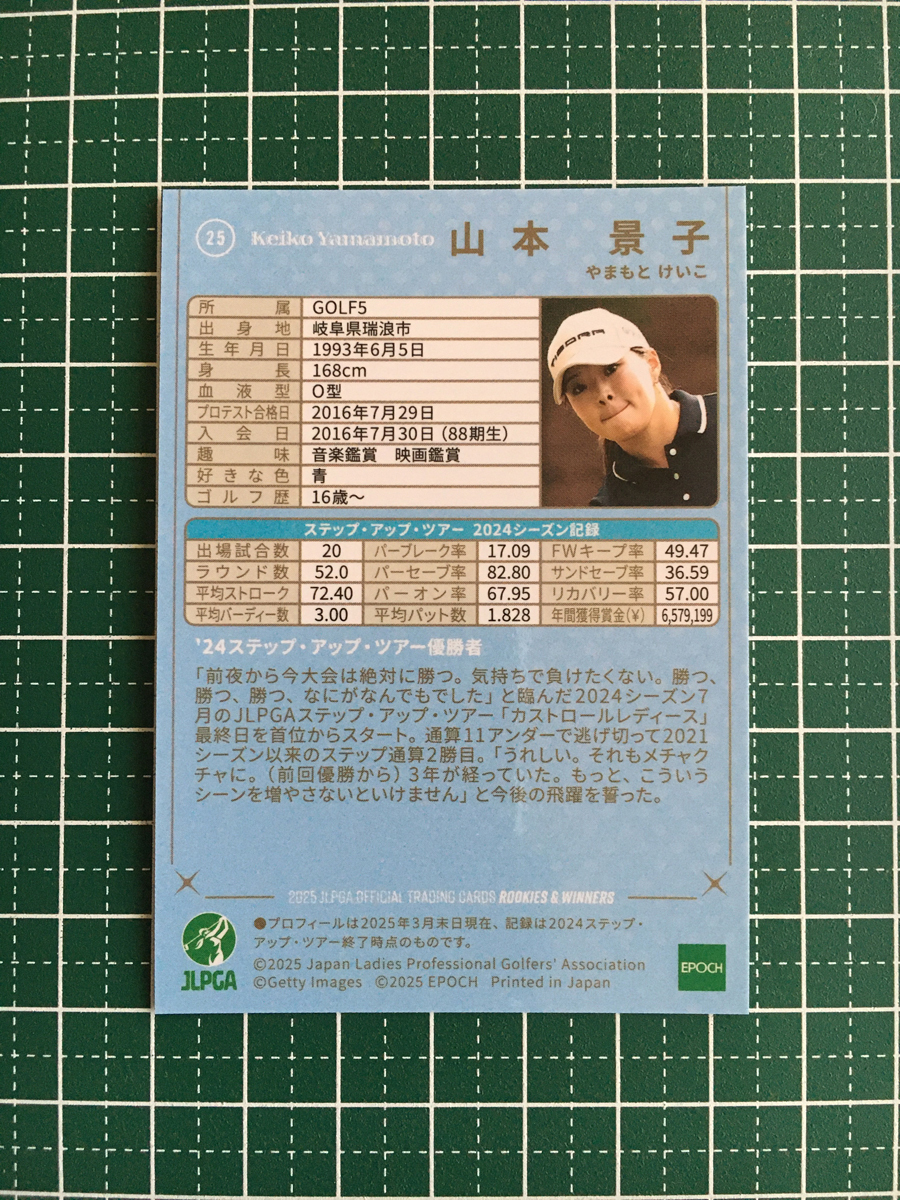 25 Keiko Yamamoto 山本 景子
やまもと けいこ
所属 GOLF5
出身地 岐阜県瑞浪市
生年月日 1993年6月5日
身長 168cm
血液型 O型
プロテスト合格日 2016年7月29日
入会日 2016年7月30日（88期生）
趣味 音楽鑑賞 映画鑑賞
好きな色 青
ゴルフ歴 16歳～
ステップ・アップ・ツアー 2024シーズン記録
出場試合数 20 パーブレーク率 17.09 FWキープ率 49.47
ラウンド数 52.0 パーセーブ率 82.80 サンドセーブ率 36.59
平均ストローク 72.40 パーオン率 67.95 リカバリー率 57.00
平均バーディー数 3.00 平均パット数 1.828 年間獲得賞金(¥) 6,579,199
'24ステップ・アップ・ツアー優勝者
「前夜から今大会は絶対に勝つ。気持ちで負けたくない。勝つ、
勝つ、勝つ、なにがなんでもでした」と臨んだ2024シーズン7
月のJLPGAステップ・アップ・ツアー「カストロールレディース」
最終日を首位からスタート。通算11アンダーで逃げ切って2021
シーズン以来のステップ通算2勝目。「うれしい。それもメチャク
チャに。（前回優勝から）3年が経っていた。もっと、こういう
シーンを増やさないといけません」と今後の飛躍を誓った。
2025 JLPGA OFFICIAL TRADING CARDS ROOKIES & WINNERS
●プロフィールは2025年3月末日現在、記録は2024ステップ・
アップ・ツアー終了時点のものです。
©2025 Japan Ladies Professional Golfers' Association
©Getty Images ©2025 EPOCH Printed in Japan
JLPGA
EPOCH